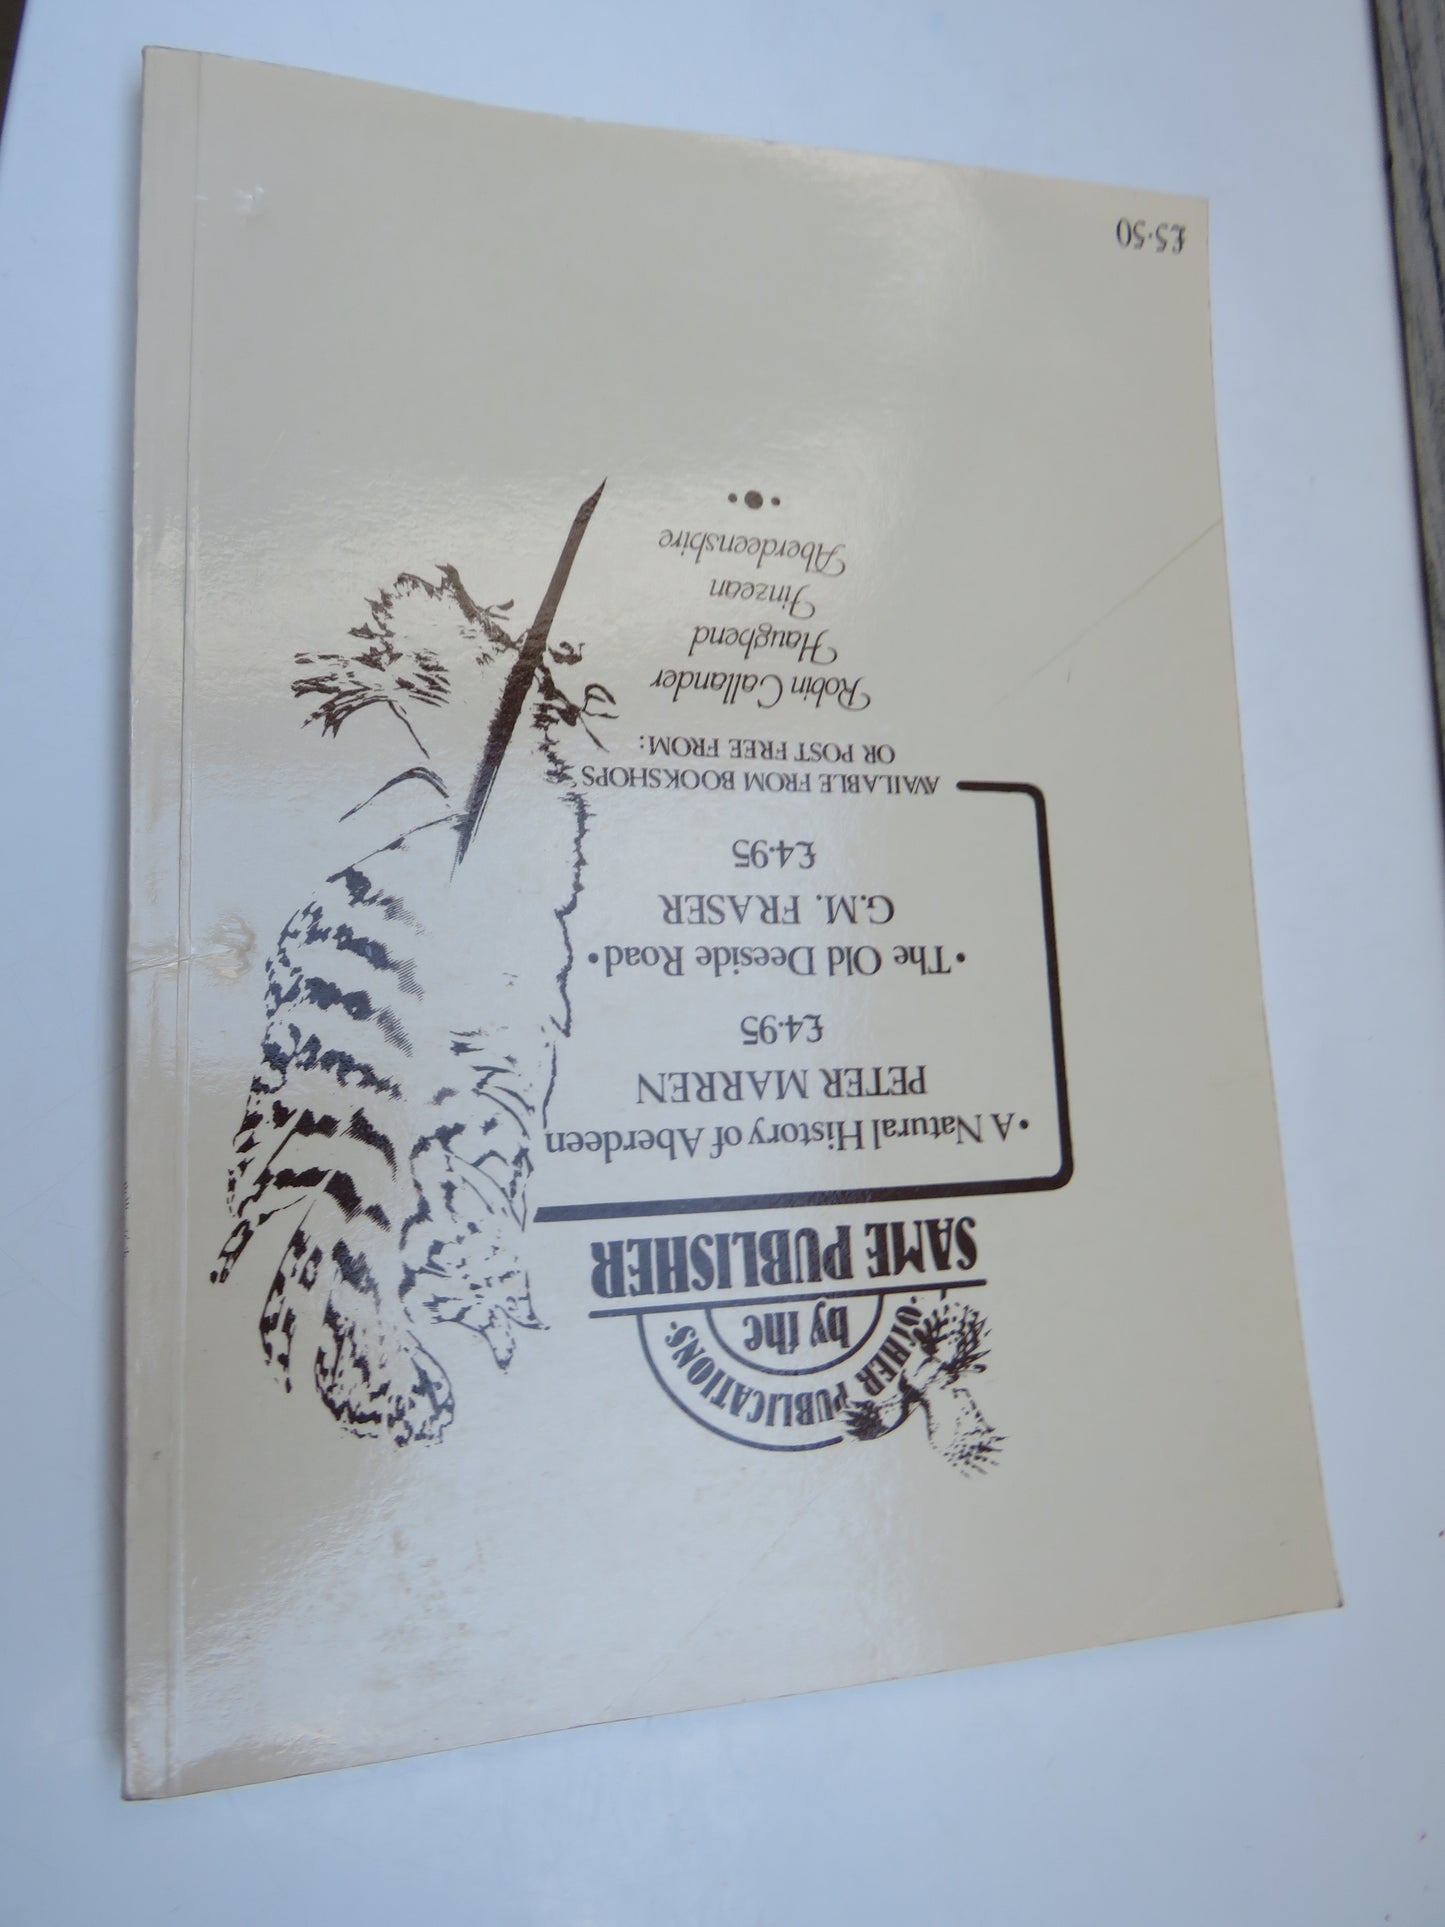 ·OTHER PUBLICATIONS·
by the
SAME PUBLISHER
•A Natural History of Aberdeen
PETER MARREN
£4·95
•The Old Deeside Road•
G.M. FRASER
£4·95
AVAILABLE FROM BOOKSHOPS
OR POST FREE FROM:
Robin Callander
Haughend
Finzean
Aberdeenshire
£5·50